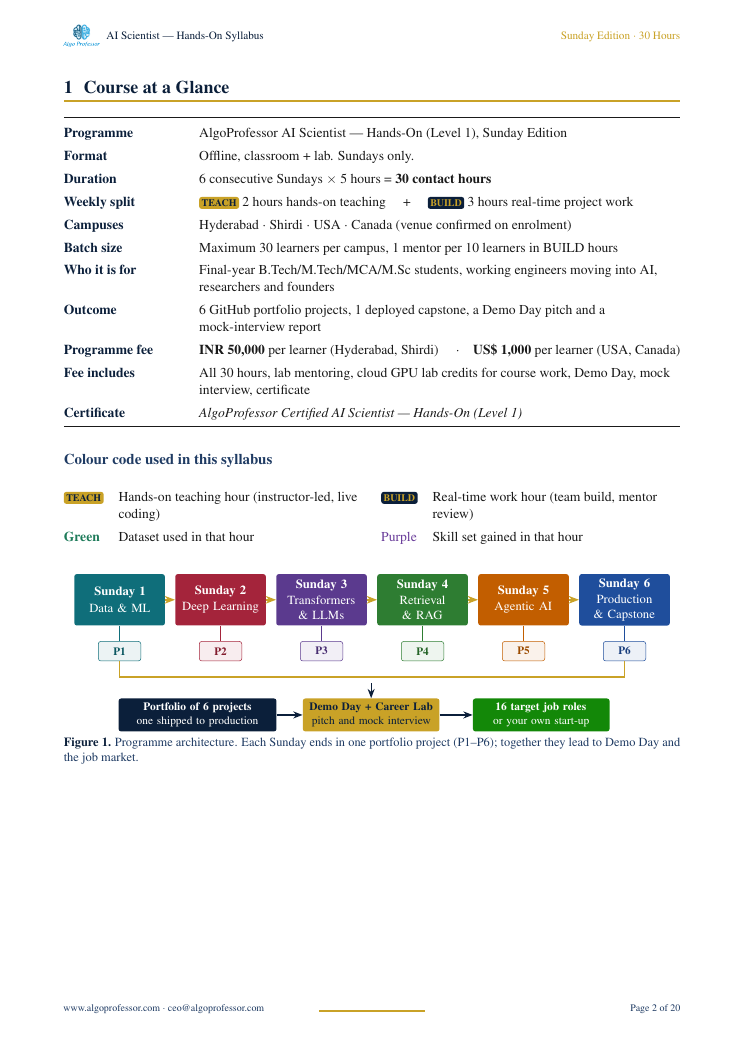 Algo Professor
AI Scientist — Hands-On Syllabus
Sunday Edition · 30 Hours
1 Course at a Glance
Programme AlgoProfessor AI Scientist — Hands-On (Level 1), Sunday Edition
Format Offline, classroom + lab. Sundays only.
Duration 6 consecutive Sundays × 5 hours = 30 contact hours
Weekly split TEACH 2 hours hands-on teaching + BUILD 3 hours real-time project work
Campuses Hyderabad · Shirdi · USA · Canada (venue confirmed on enrolment)
Batch size Maximum 30 learners per campus, 1 mentor per 10 learners in BUILD hours
Who it is for Final-year B.Tech/M.Tech/MCA/M.Sc students, working engineers moving into AI,
researchers and founders
Outcome 6 GitHub portfolio projects, 1 deployed capstone, a Demo Day pitch and a
mock-interview report
Programme fee INR 50,000 per learner (Hyderabad, Shirdi) · US$ 1,000 per learner (USA, Canada)
Fee includes All 30 hours, lab mentoring, cloud GPU lab credits for course work, Demo Day, mock
interview, certificate
Certificate AlgoProfessor Certified AI Scientist — Hands-On (Level 1)
Colour code used in this syllabus
TEACH Hands-on teaching hour (instructor-led, live
coding)
BUILD Real-time work hour (team build, mentor
review)
Green Dataset used in that hour
Purple Skill set gained in that hour
Sunday 1
Data & ML
Sunday 2
Deep Learning
Sunday 3
Transformers
& LLMs
Sunday 4
Retrieval
& RAG
Sunday 5
Agentic AI
Sunday 6
Production
& Capstone
P1
P2
P3
P4
P5
P6
Portfolio of 6 projects
one shipped to production
Demo Day + Career Lab
pitch and mock interview
16 target job roles
or your own start-up
Figure 1. Programme architecture. Each Sunday ends in one portfolio project (P1–P6); together they lead to Demo Day and
the job market.
www.algoprofessor.com · ceo@algoprofessor.com
Page 2 of 20